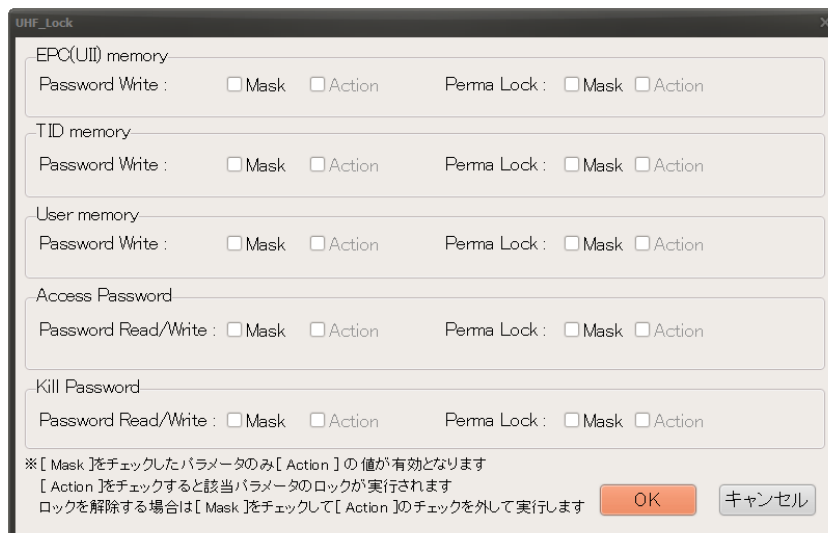 UHF_Lock
EPC(UII) memory
Password Write : Mask Action Perma Lock : Mask Action
TID memory
Password Write : Mask Action Perma Lock : Mask Action
User memory
Password Write : Mask Action Perma Lock : Mask Action
Access Password
Password Read/Write : Mask Action Perma Lock : Mask Action
Kill Password
Password Read/Write : Mask Action Perma Lock : Mask Action
※[ Mask ]をチェックしたパラメータのみ[ Action ] の値が有効となります
[ Action ]をチェックすると該当パラメータのロックが実行されます
ロックを解除する場合は[ Mask ]をチェックして[ Action ]のチェックを外して実行します
OK キャンセル